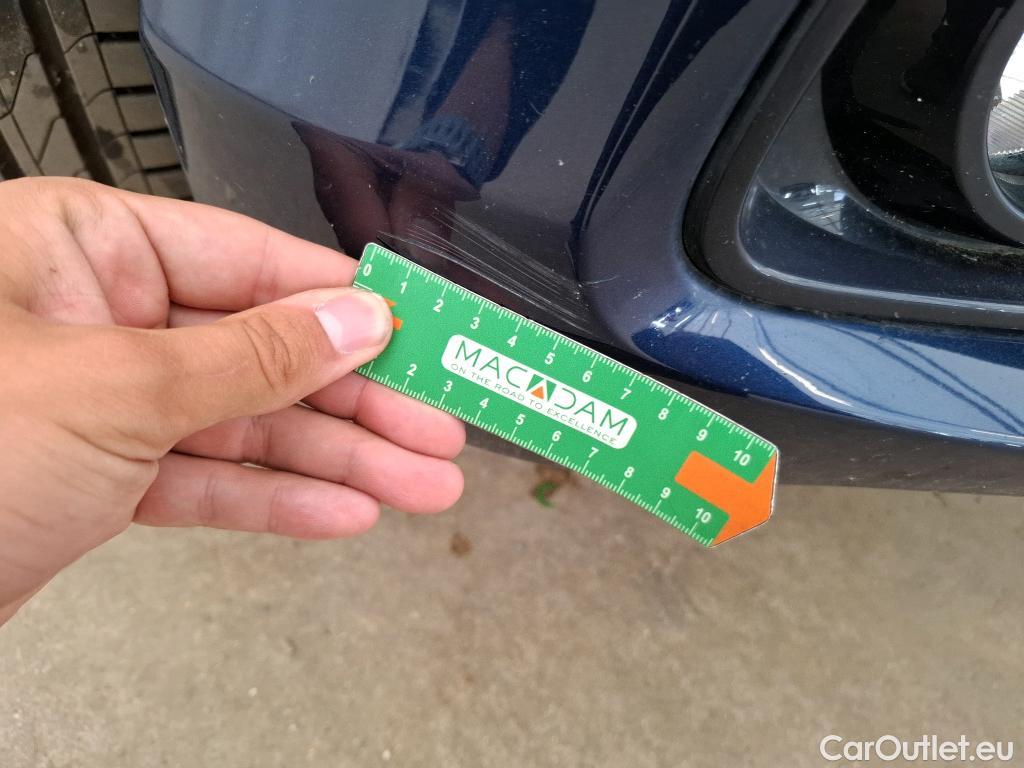 0 1 2 3 4 5 6 7 8 9 10
MACADAM
ON THE ROAD TO EXCELLENCE
2 3 4 5 6 7 8 9 10
CarOutlet.eu